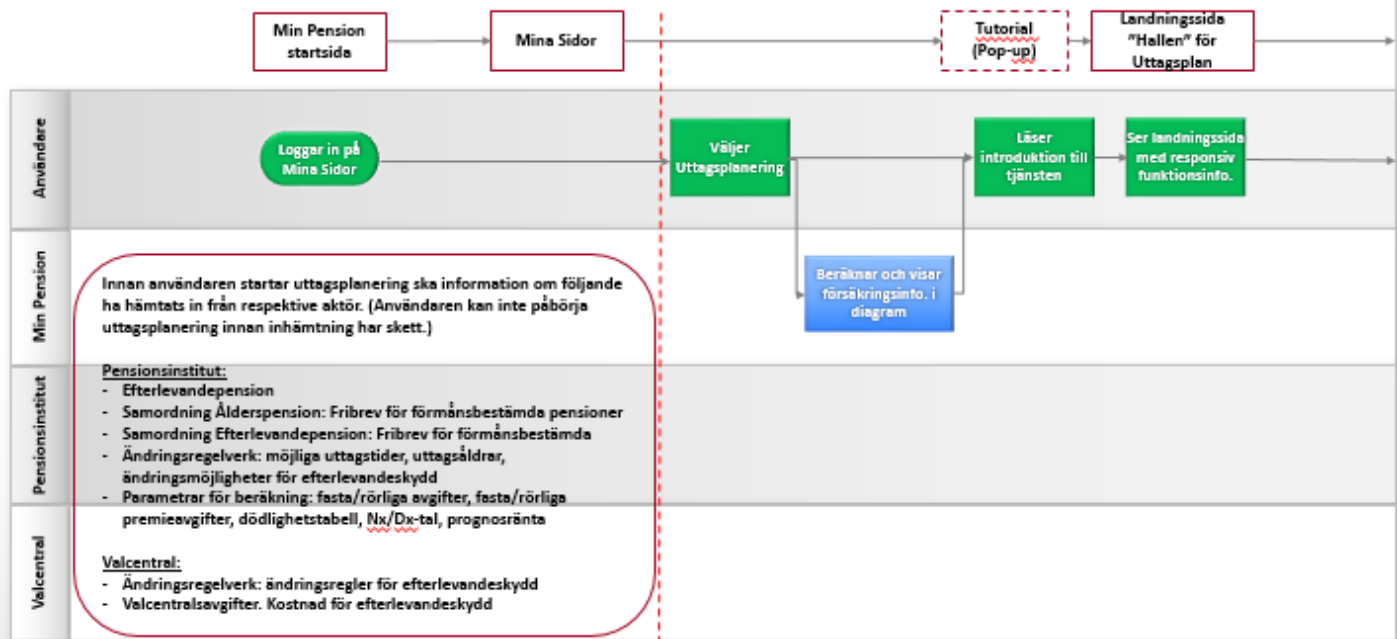 Min Pension
startsida
Mina Sidor
Tutorial
(Pop-up)
Landningssida
"Hallen" för
Uttagsplan
Användare
Loggar in på
Mina Sidor
Väljer
Uttagsplanering
Läser
introduktion till
tjänsten
Ser landningssida
med responsiv
funktionsinfo.
Min Pension
Beräknar och visar
försäkringsinfo. i
diagram
Innan användaren startar uttagsplanering ska information om följande
ha hämtats in från respektive aktör. (Användaren kan inte påbörja
uttagsplanering innan inhämtning har skett.)
Pensionsinstitut
Pensionsinstitut:
- Efterlevandepension
- Samordning Ålderspension: Fribrev för förmånsbestämda pensioner
- Samordning Efterlevandepension: Fribrev för förmånsbestämda
- Ändringsregelverk: möjliga uttagstider, uttagsåldrar,
ändringsmöjligheter för efterlevandeskydd
- Parametrar för beräkning: fasta/rörliga avgifter, fasta/rörliga
premieavgifter, dödlighetstabell, Nx/Dx-tal, prognosränta
Valcentral
Valcentral:
- Ändringsregelverk: ändringsregler för efterlevandeskydd
- Valcentralsavgifter. Kostnad för efterlevandeskydd